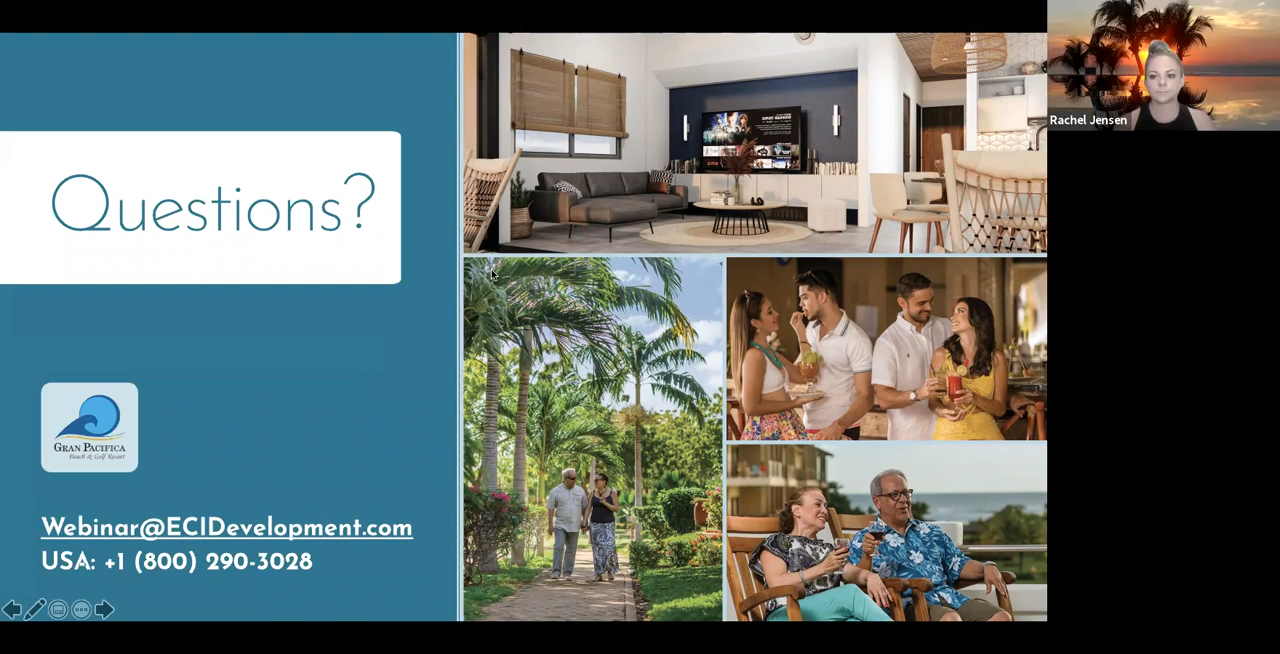 Questions?
GRAN PACIFICA
Beach & Golf Resort
Webinar@ECIDevelopment.com
USA: +1 (800) 290-3028
Rachel Jensen